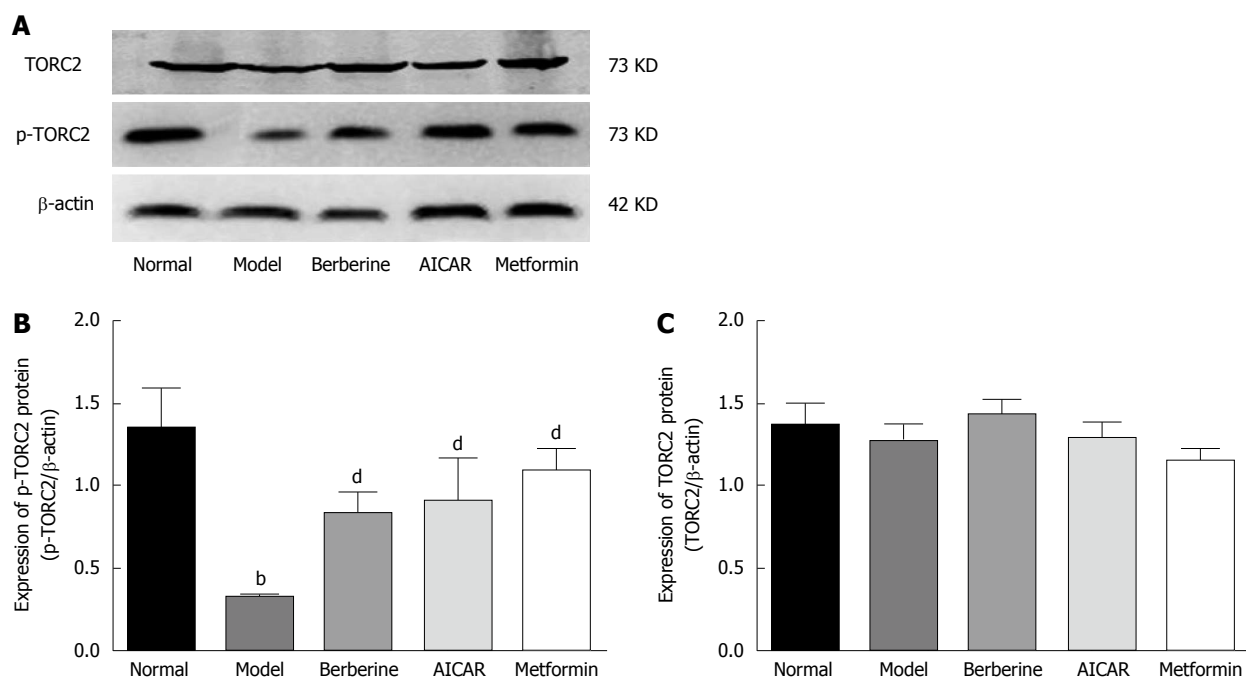 A
TORC2
73 KD
p-TORC2
73 KD
β-actin
42 KD
Normal Model Berberine AICAR Metformin
B
Expression of p-TORC2 protein
(p-TORC2/β-actin)
2.0
1.5
1.0
0.5
0.0
b
d
d
d
Normal Model Berberine AICAR Metformin
C
Expression of TORC2 protein
(TORC2/β-actin)
2.0
1.5
1.0
0.5
0.0
Normal Model Berberine AICAR Metformin